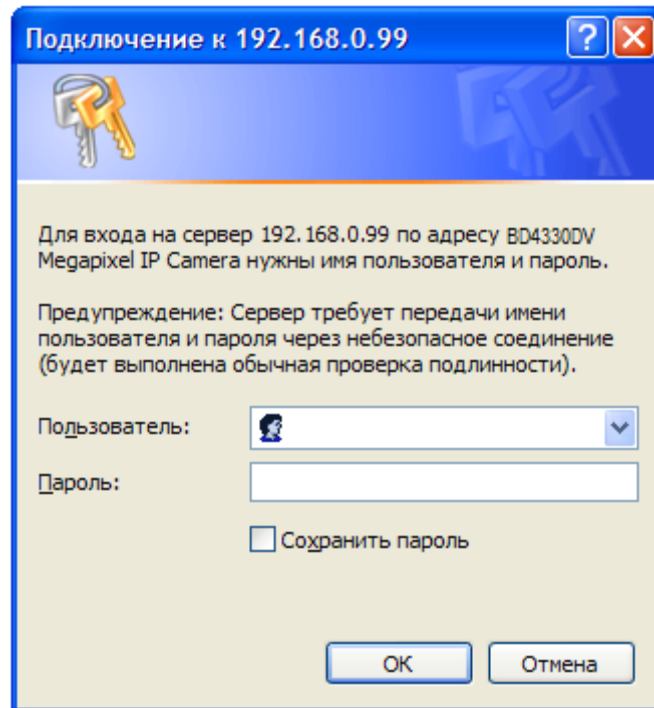 Подключение к 192.168.0.99
Для входа на сервер 192.168.0.99 по адресу BD4330DV
Megapixel IP Camera нужны имя пользователя и пароль.
Предупреждение: Сервер требует передачи имени
пользователя и пароля через небезопасное соединение
(будет выполнена обычная проверка подлинности).
Пользователь:
Пароль:
Сохранить пароль
ОК
Отмена